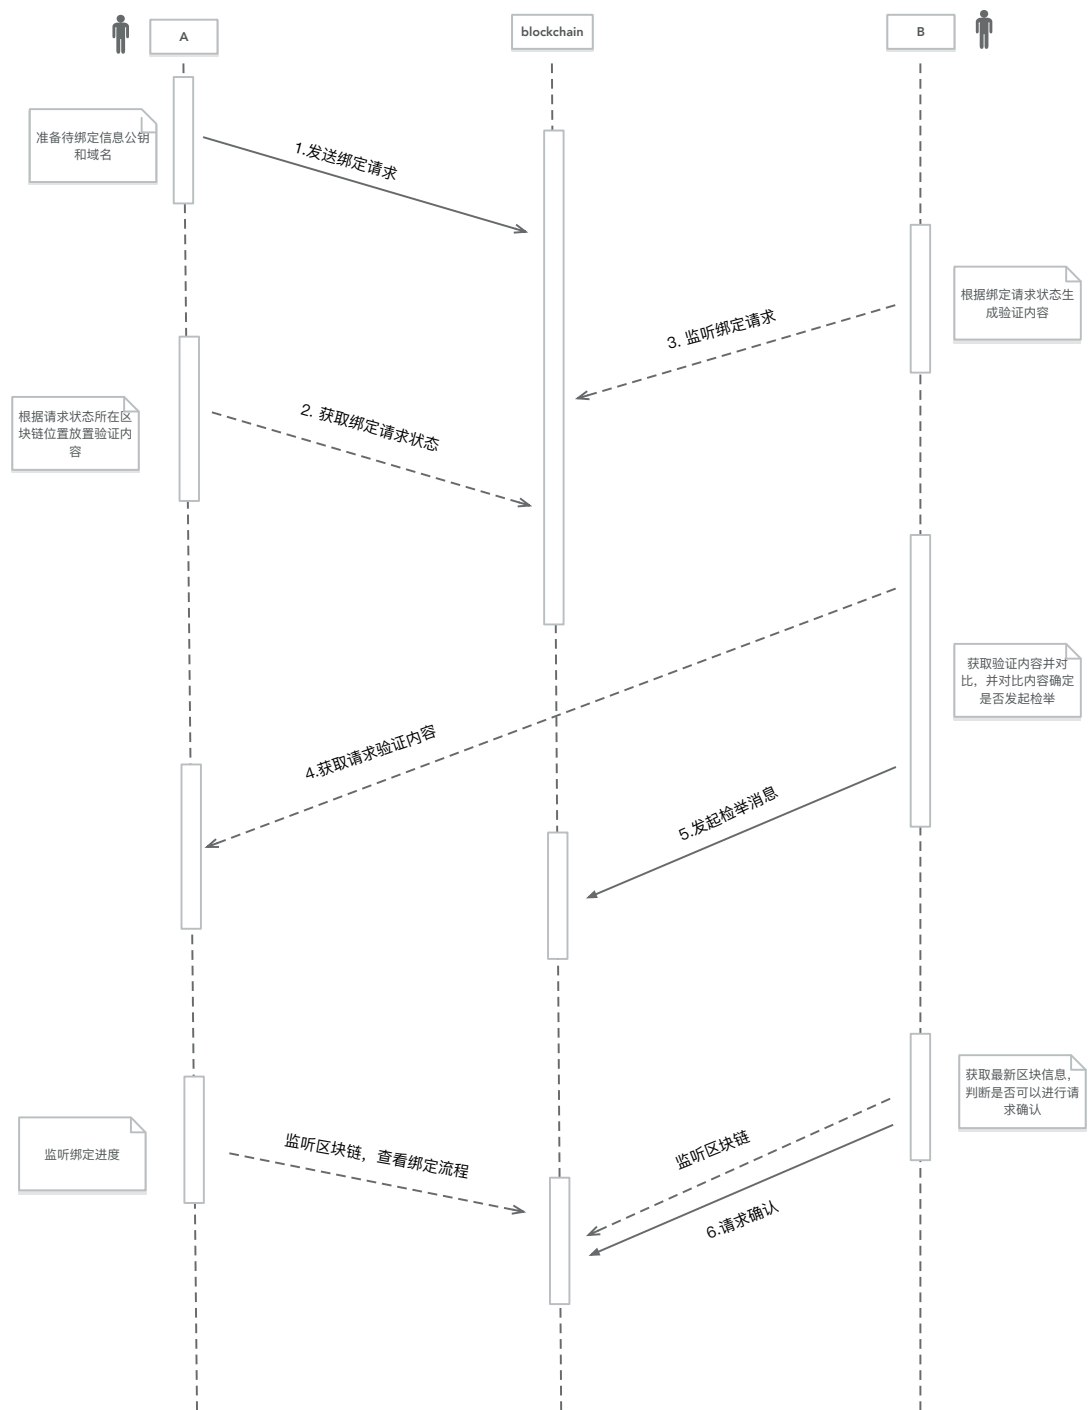 A
blockchain
B
准备待绑定信息公钥
和域名
1.发送绑定请求
根据绑定请求状态生
成验证内容
3. 监听绑定请求
根据请求状态所在区
块链位置放置验证内
容
2. 获取绑定请求状态
获取验证内容并对
比，并对比内容确定
是否发起检举
4.获取请求验证内容
5.发起检举消息
获取最新区块信息，
判断是否可以进行请
求确认
监听绑定进度
监听区块链，查看绑定流程
监听区块链
6.请求确认